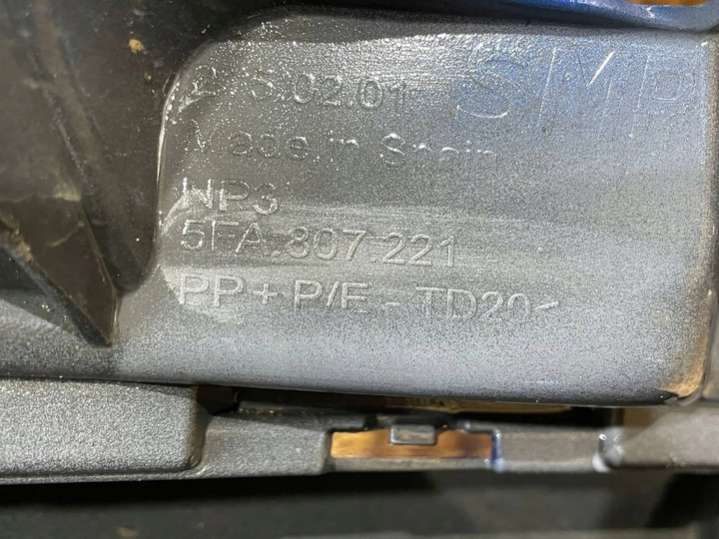 SMP
Made in Spain
NP3
5FA.807.221
PP+P/E-TD20<